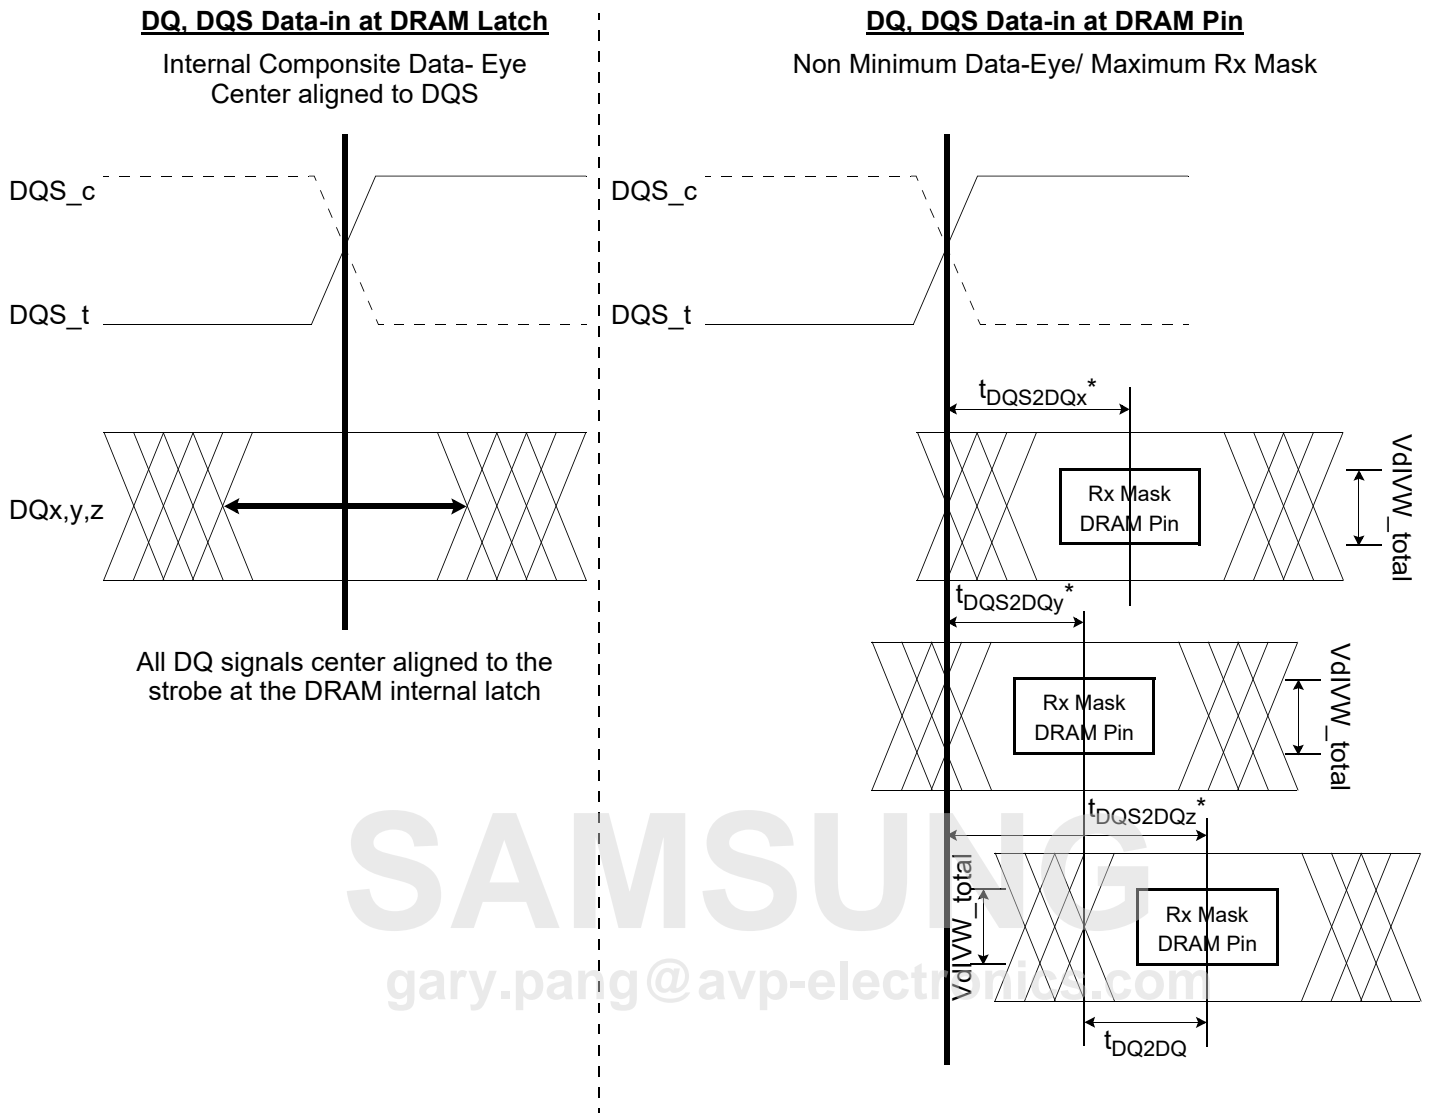 DQ, DQS Data-in at DRAM Latch
Internal Componsite Data- Eye
Center aligned to DQS
DQS_c
DQS_t
DQx,y,z
All DQ signals center aligned to the
strobe at the DRAM internal latch
DQ, DQS Data-in at DRAM Pin
Non Minimum Data-Eye/ Maximum Rx Mask
DQS_c
DQS_t
tDQS2DQx*
Rx Mask
DRAM Pin
VdIVW_total
tDQS2DQy*
Rx Mask
DRAM Pin
VdIVW_total
tDQS2DQz*
VdIVW_total
Rx Mask
DRAM Pin
tDQ2DQ
SAMSUNG
gary.pang@avp-electronics.com